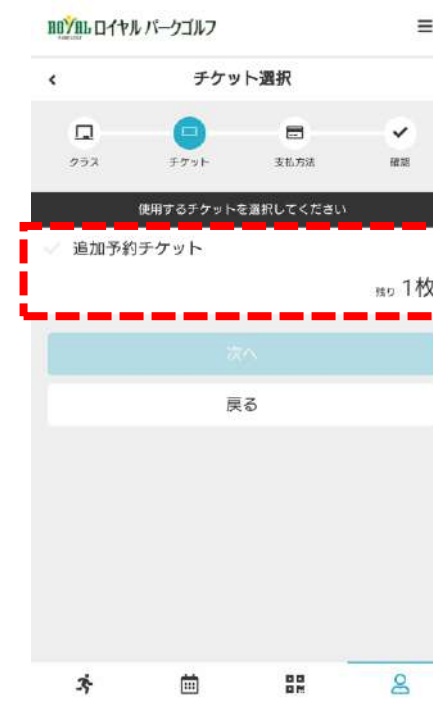 ROYAL ロイヤル パークゴルフ
チケット選択
クラス
チケット
支払方法
確認
使用するチケットを選択してください
追加予約チケット
残り 1枚
次へ
戻る